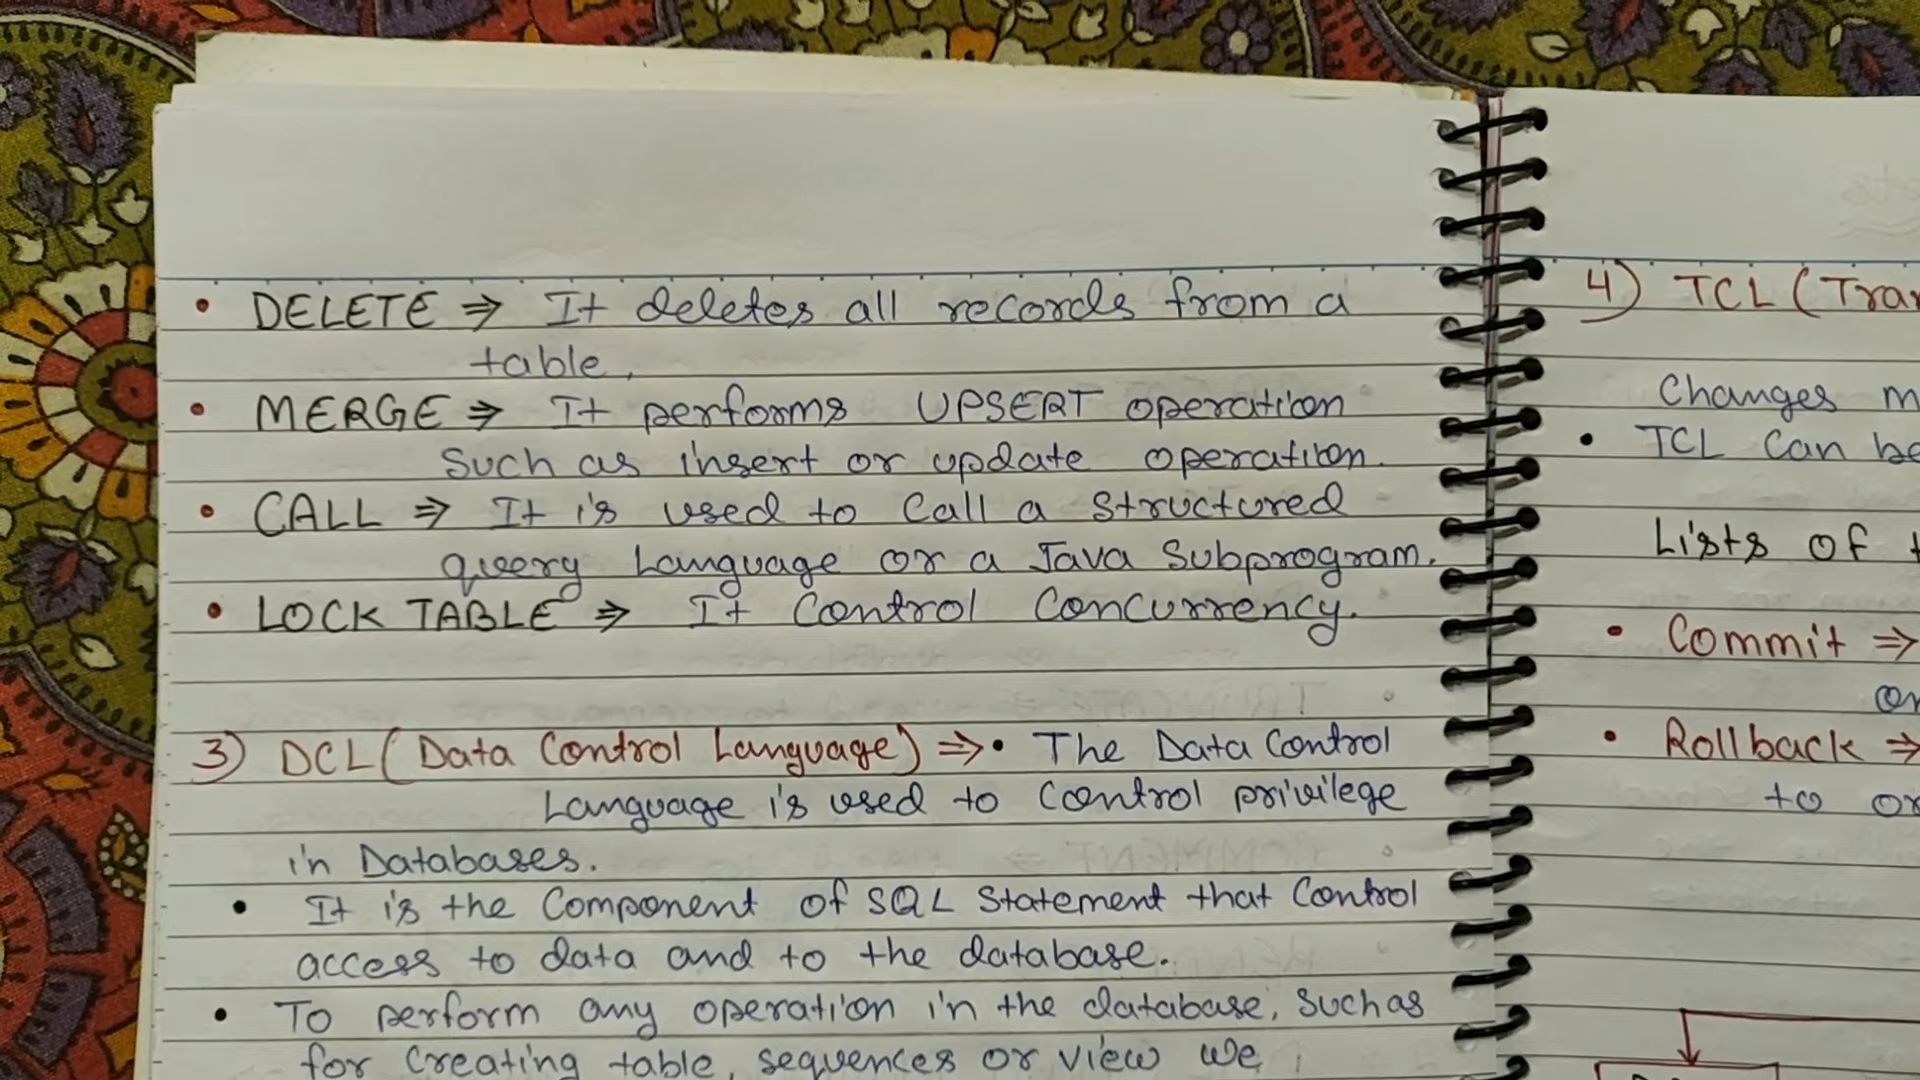 • DELETE ⇒ It deletes all records from a
table.
• MERGE ⇒ It performs UPSERT operation
Such as insert or update operation.
• CALL ⇒ It is used to Call a Structured
query Language or a Java Subprogram.
• LOCK TABLE ⇒ It Control Concurrency.
3) DCL (Data Control Language) ⇒ • The Data Control
Language is used to Control privilege
in Databases.
• It is the Component of SQL Statement that Control
access to data and to the database.
• To perform any operation in the database, such as
for creating table, sequences or view we
4) TCL (Tran
Changes m
• TCL Can be
Lists of t
• Commit ⇒
• Rollback ⇒
to or